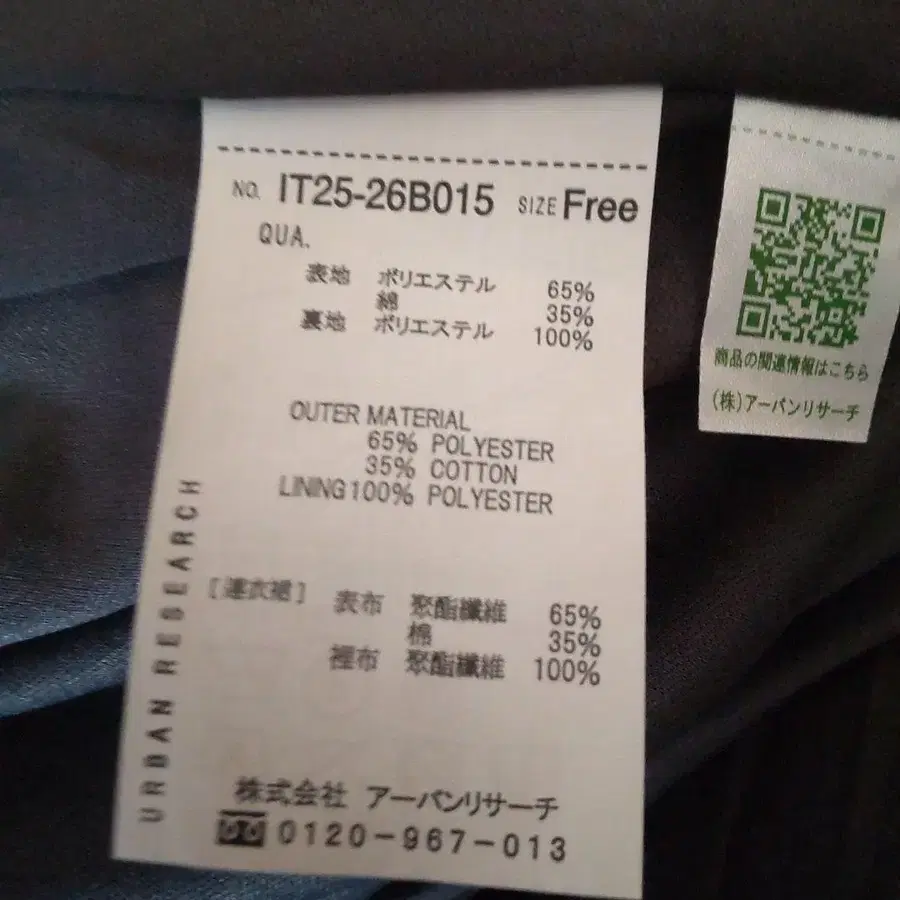 NO. IT25-26B015 SIZE Free
QUA.
表地 ポリエステル 65%
綿 35%
裏地 ポリエステル 100%
OUTER MATERIAL
65% POLYESTER
35% COTTON
LINING100% POLYESTER
[連衣裙] 表布 聚酯纖維 65%
棉 35%
裡布 聚酯纖維 100%
URBAN RESEARCH
株式会社 アーバンリサーチ
0120-967-013
商品の関連情報はこちら
(株)アーバンリサーチ